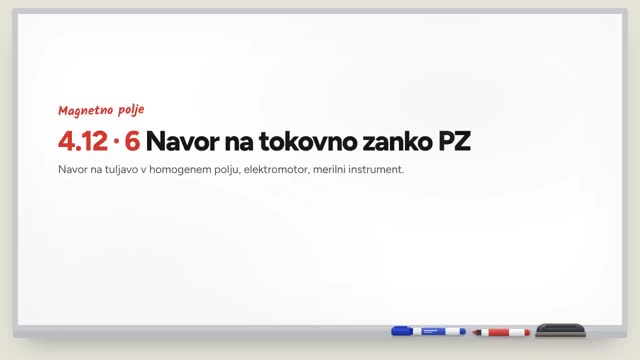 Magnetno polje
4.12 · 6 Navor na tokovno zanko PZ
Navor na tuljavo v homogenem polju, elektromotor, merilni instrument.